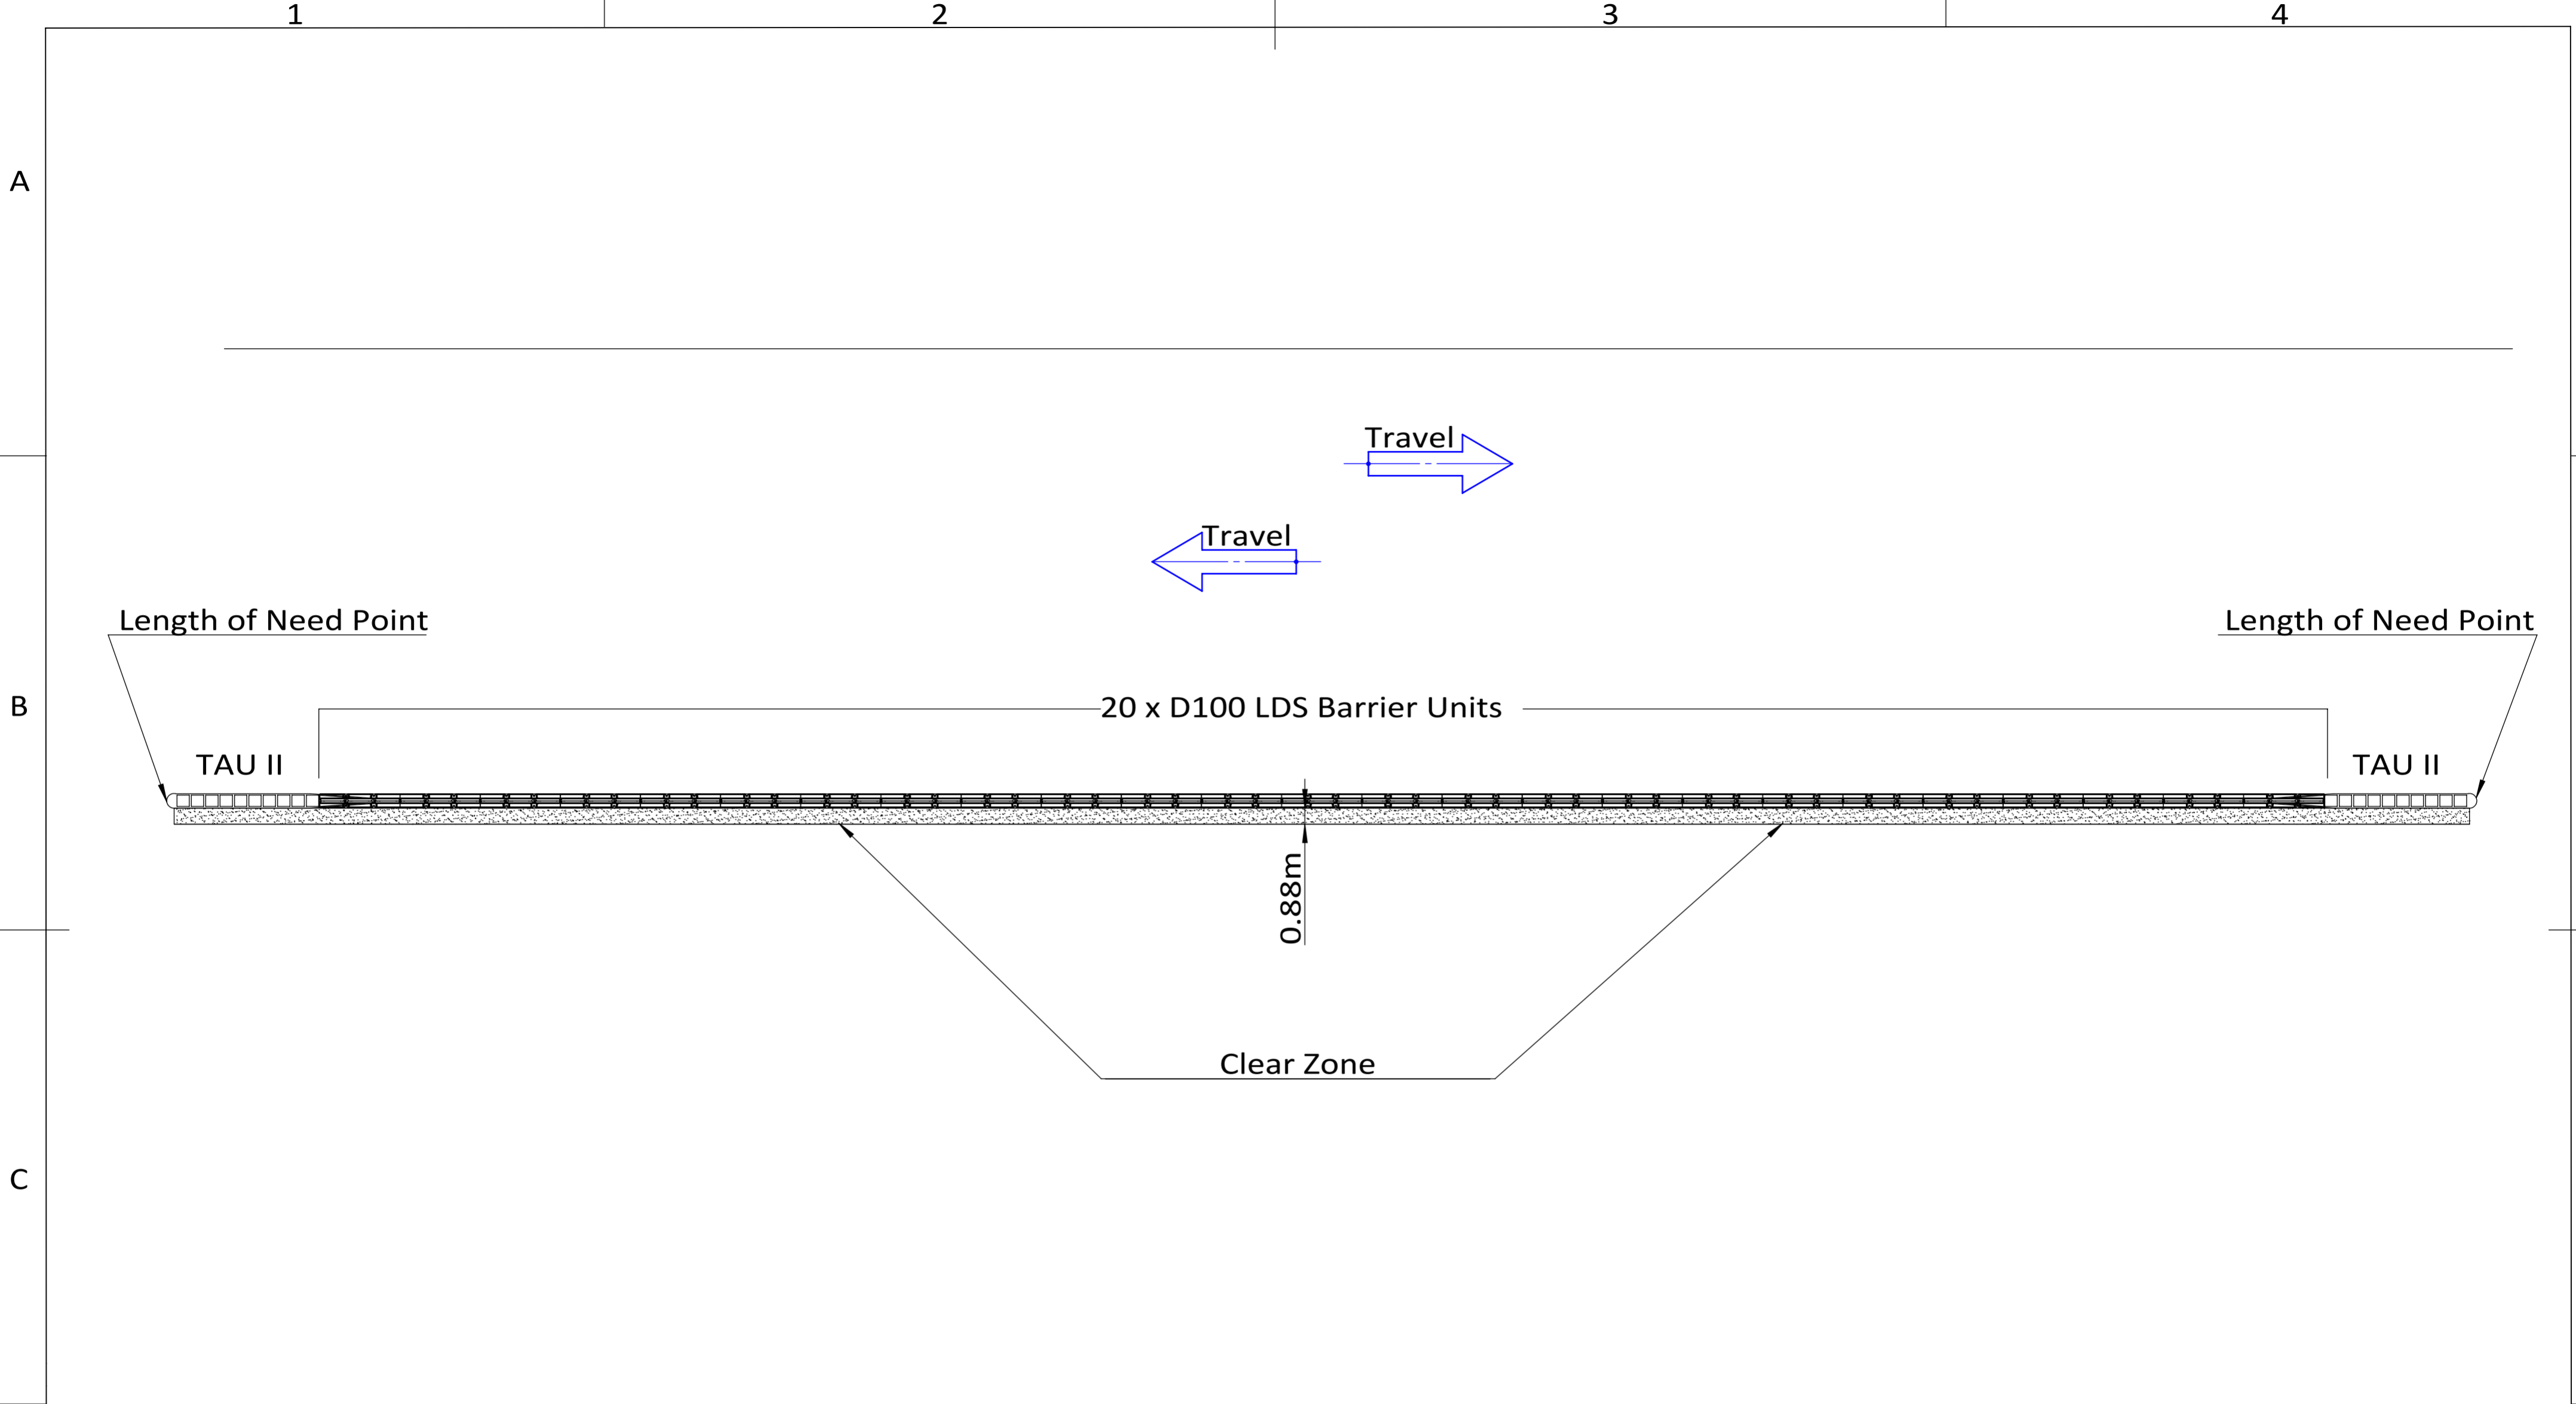 1
2
3
4
A
Travel
Travel
Length of Need Point
Length of Need Point
B
20 x D100 LDS Barrier Units
TAU II
TAU II
0.88m
Clear Zone
C